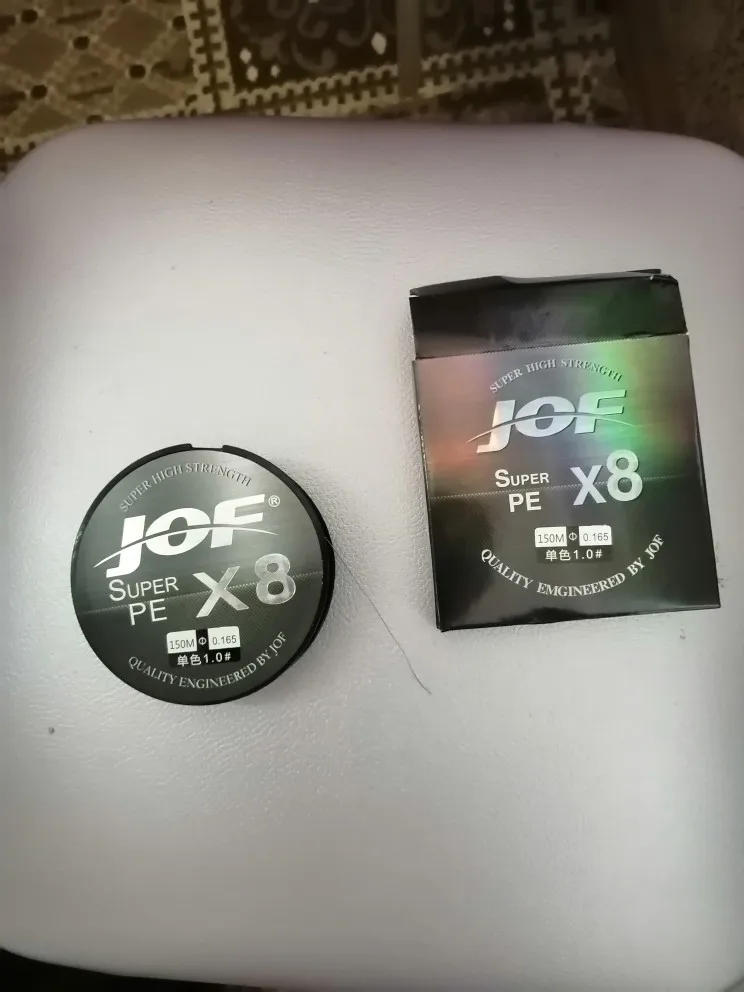 SUPER HIGH STRENGTH
JOF®
SUPER
PE X8
150M Φ 0.165
单色1.0#
QUALITY ENGINEERED BY JOF
SUPER HIGH STRENGTH
JOF
SUPER
PE X8
150M Φ 0.165
单色1.0#
QUALITY EMGINEERED BY JOF